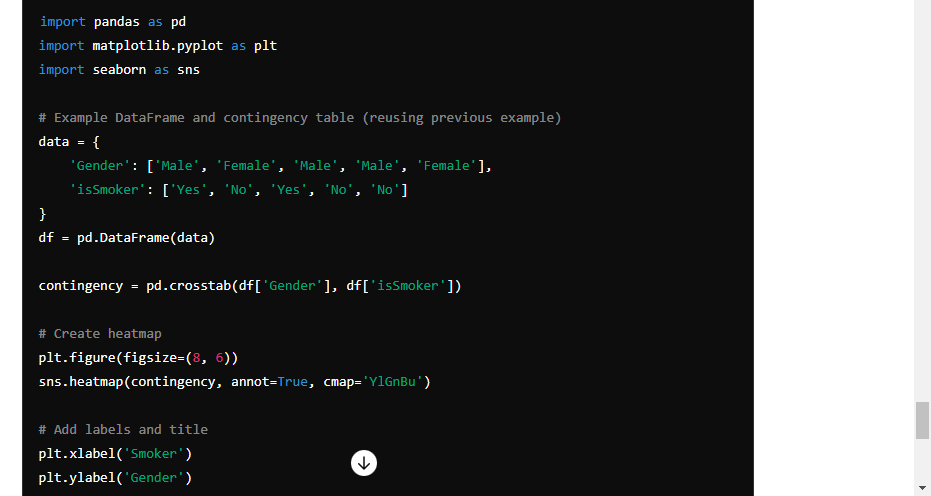 import pandas as pd
import matplotlib.pyplot as plt
import seaborn as sns
# Example DataFrame and contingency table (reusing previous example)
data = {
    'Gender': ['Male', 'Female', 'Male', 'Male', 'Female'],
    'isSmoker': ['Yes', 'No', 'Yes', 'No', 'No']
}
df = pd.DataFrame(data)
contingency = pd.crosstab(df['Gender'], df['isSmoker'])
# Create heatmap
plt.figure(figsize=(8, 6))
sns.heatmap(contingency, annot=True, cmap='YlGnBu')
# Add labels and title
plt.xlabel('Smoker')
plt.ylabel('Gender')